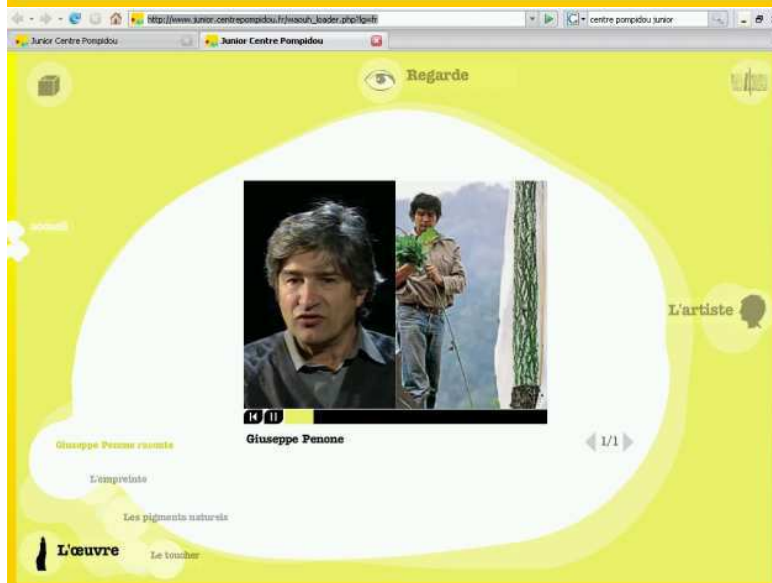 http://www.junior.centrepompidou.fr/waouh_loader.php?lg=fr
centre pompidou junior
Junior Centre Pompidou
Junior Centre Pompidou
Regarde
accueil
L'artiste
Giuseppe Penone
1/1
Giuseppe Penone raconte
L'empreinte
Les pigments naturels
L'œuvre
Le toucher